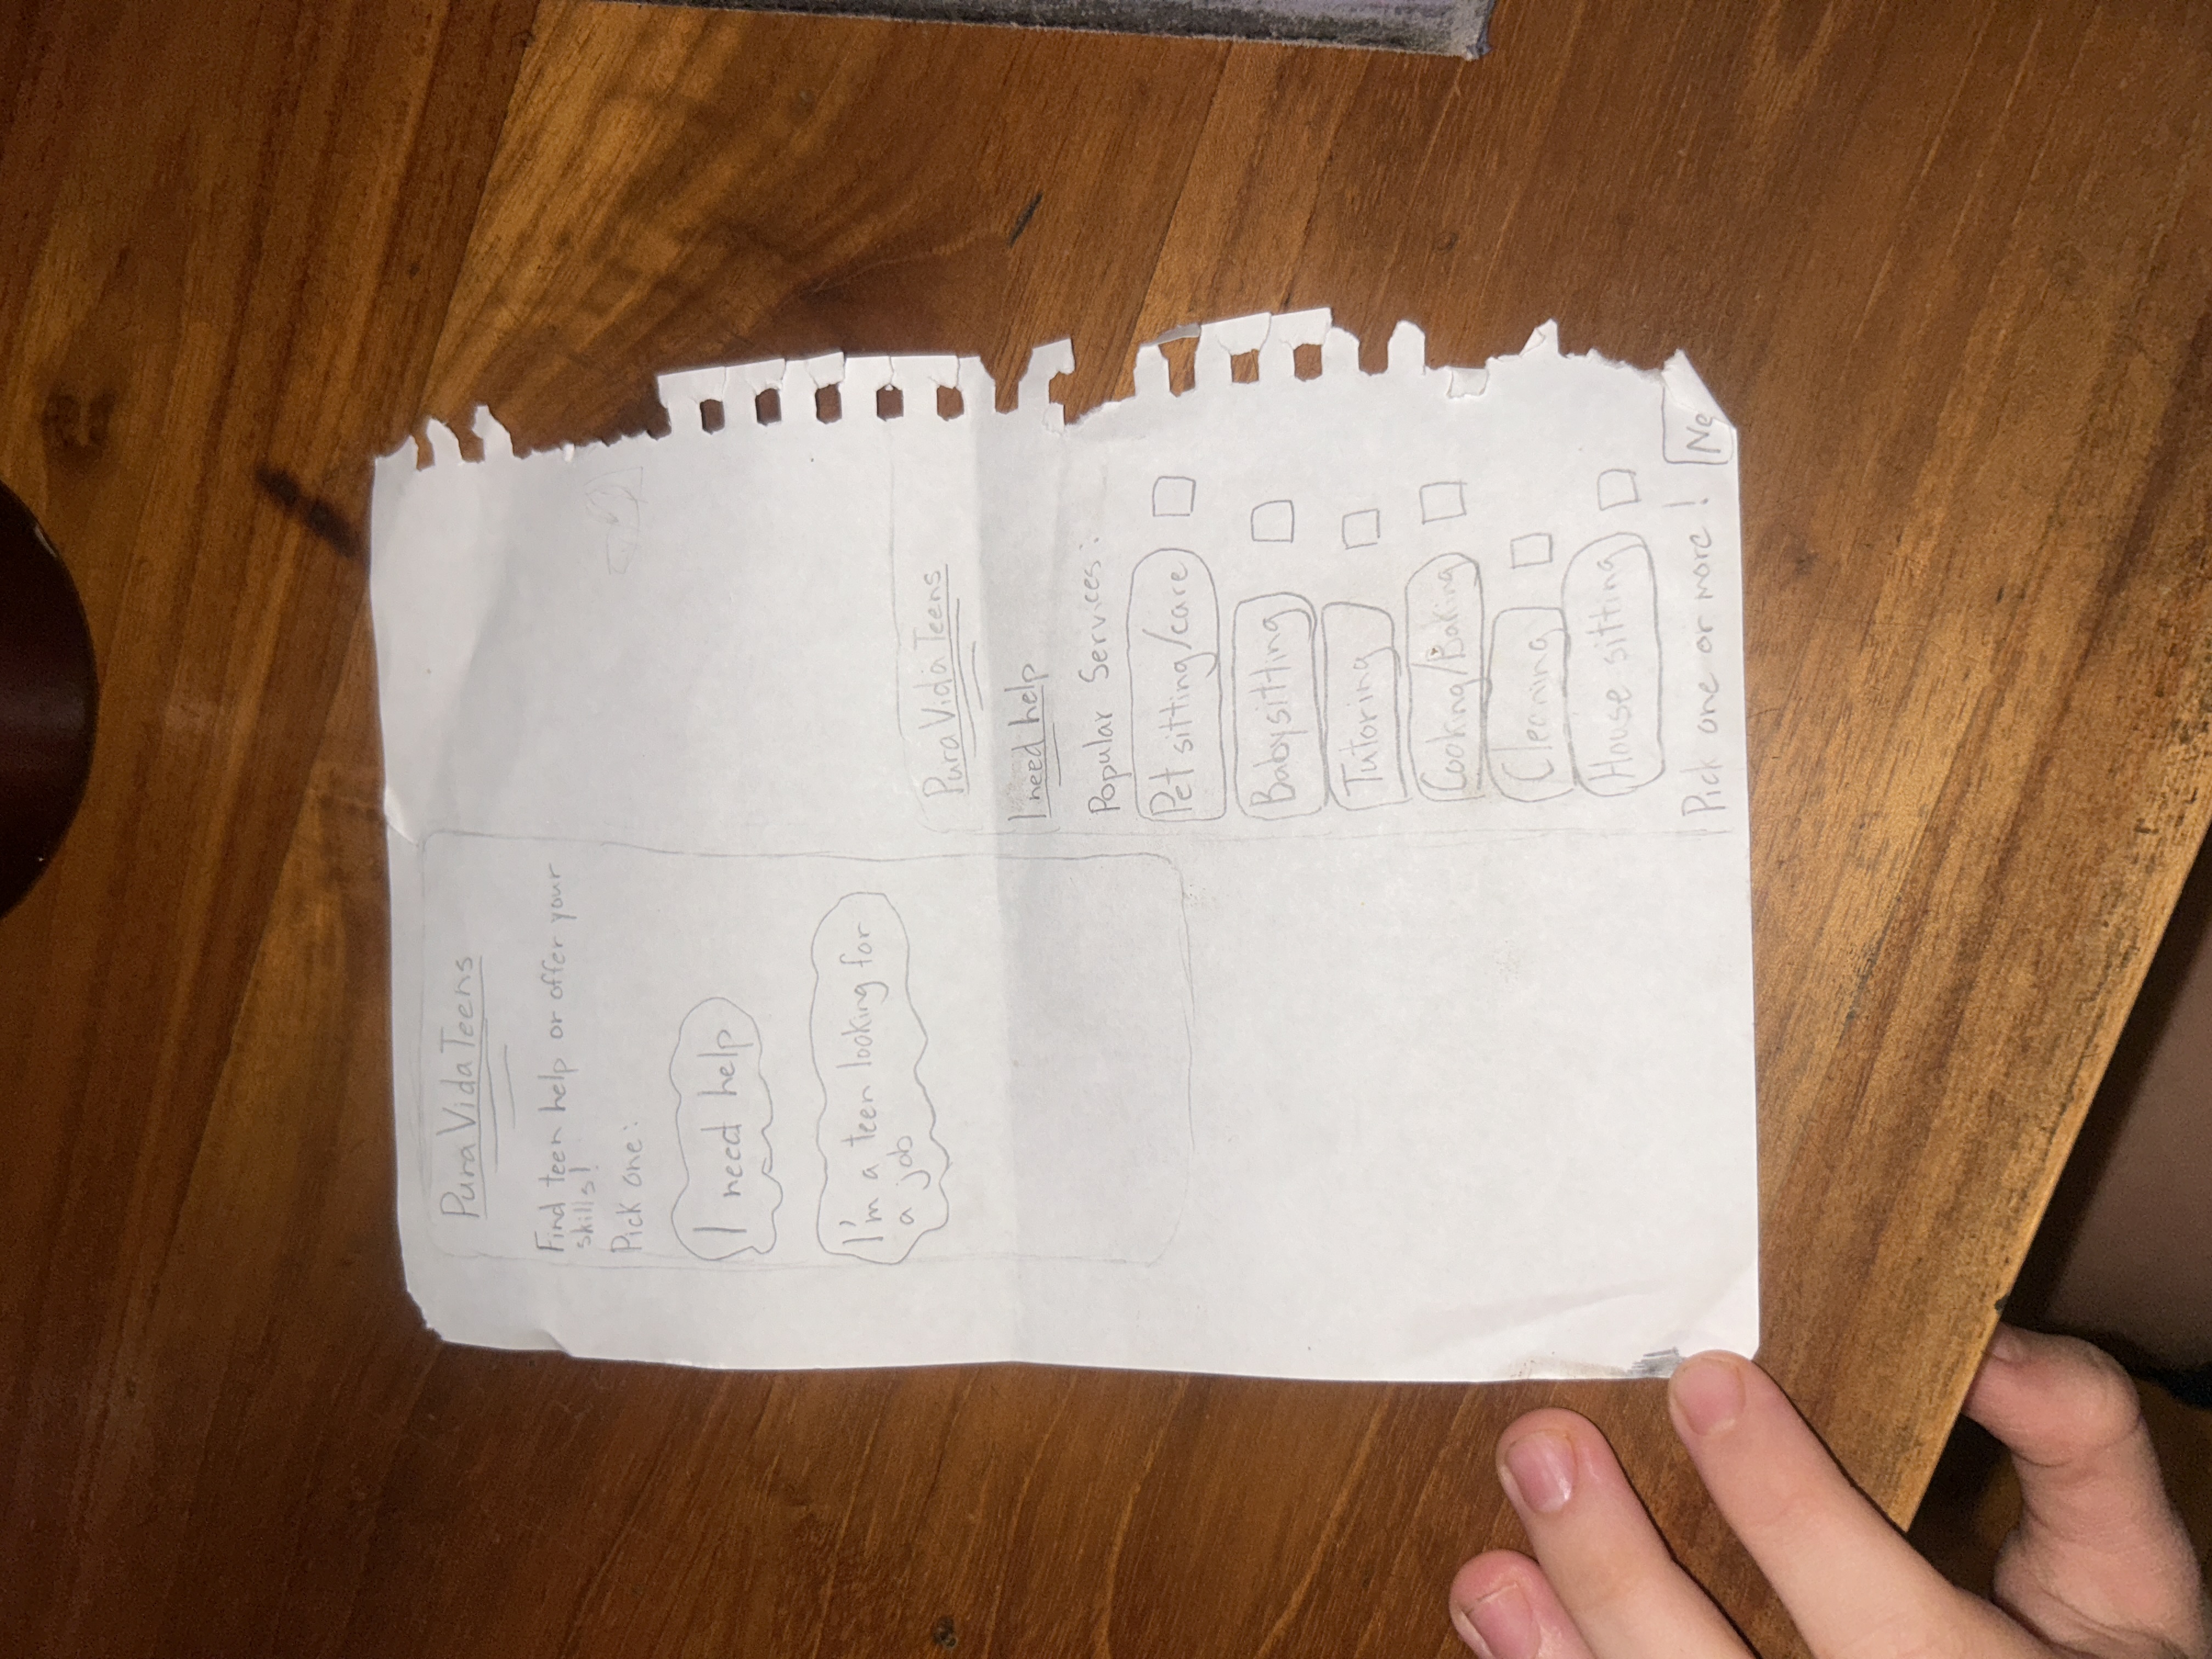 Pura Vida Teens
Find teen help or offer your
skills!
Pick one:
I need help
I'm a teen looking for
a job
Pura Vida Teens
I need help
Popular Services:
Pet sitting/care
Babysitting
Tutoring
Cooking/Baking
Cleaning
House sitting
Pick one or more! Ne